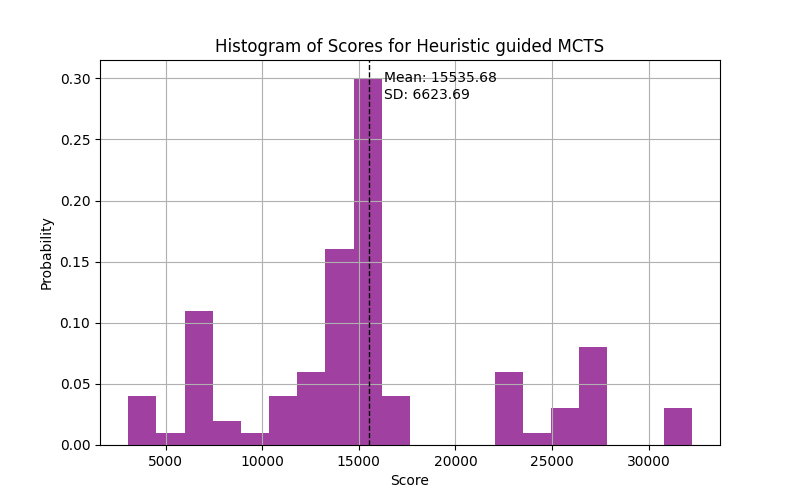 Histogram of Scores for Heuristic guided MCTS
Mean: 15535.68
SD: 6623.69
0.30
0.25
0.20
0.15
0.10
0.05
0.00
Probability
5000 10000 15000 20000 25000 30000
Score